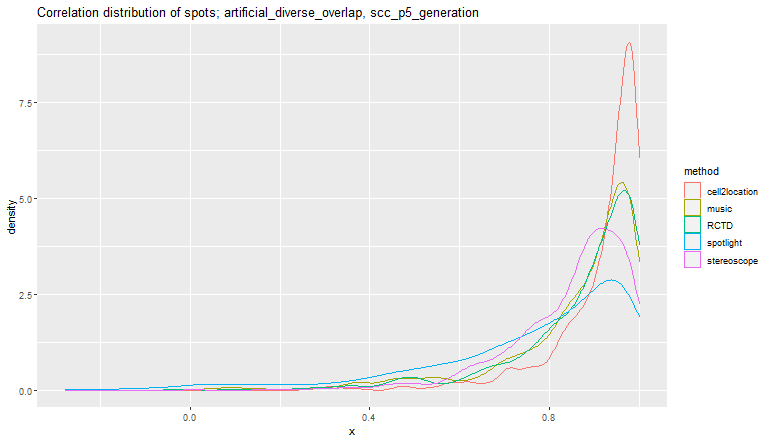 Correlation distribution of spots; artificial_diverse_overlap, scc_p5_generation
7.5
5.0
2.5
0.0
density
0.0
0.4
0.8
x
method
cell2location
music
RCTD
spotlight
stereoscope